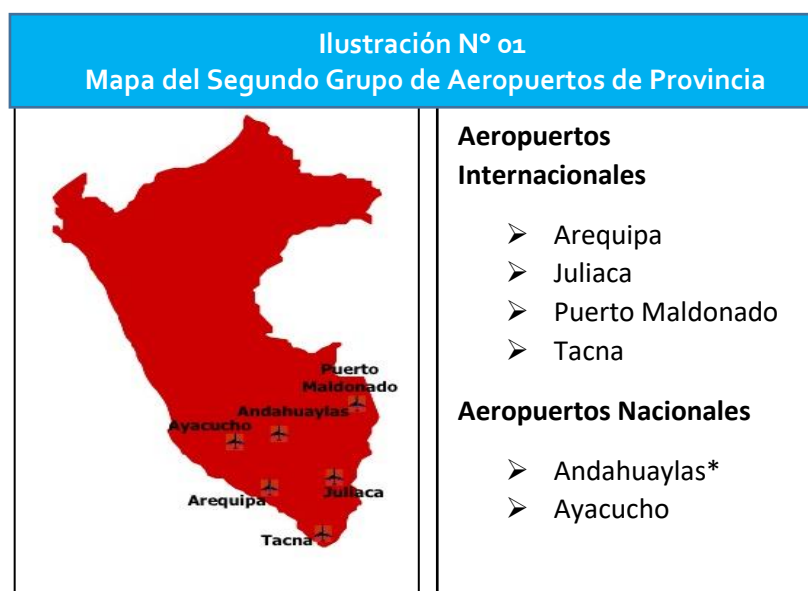 Ilustración N° 01
Mapa del Segundo Grupo de Aeropuertos de Provincia
Puerto
Maldonado
Andahuaylas
Ayacucho
Juliaca
Arequipa
Tacna
Aeropuertos
Internacionales
➢ Arequipa
➢ Juliaca
➢ Puerto Maldonado
➢ Tacna
Aeropuertos Nacionales
➢ Andahuaylas*
➢ Ayacucho